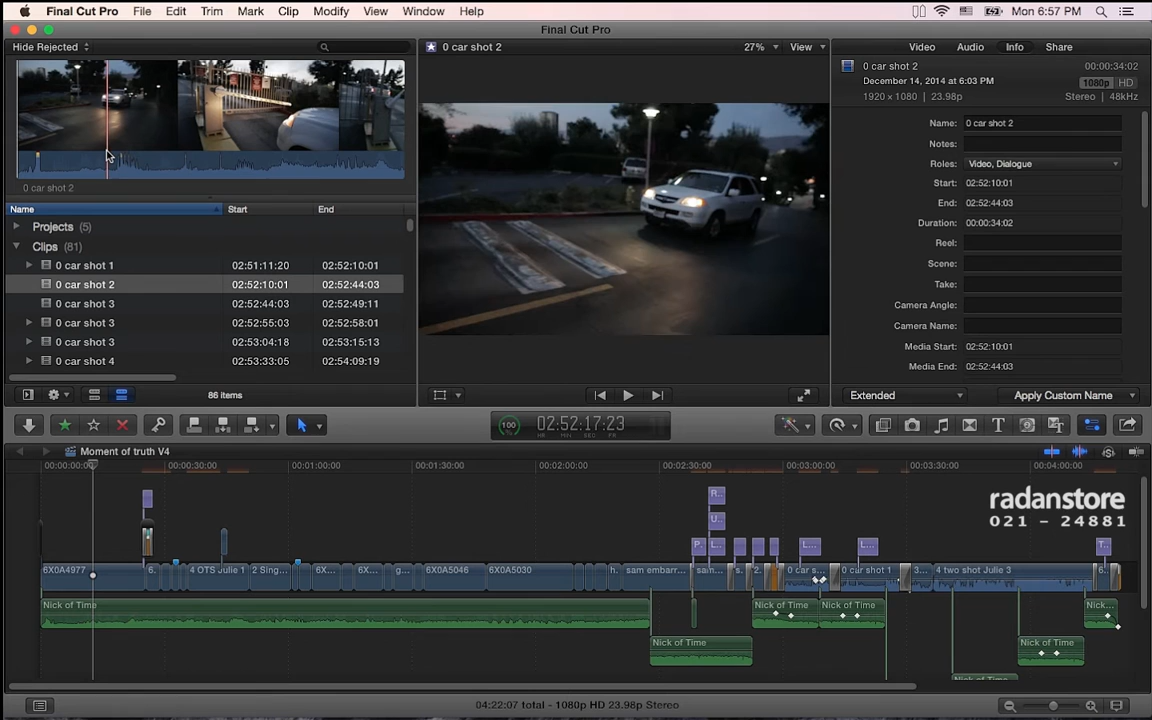 Final Cut Pro File Edit Trim Mark Clip Modify View Window Help Mon 6:57 PM
Final Cut Pro
Hide Rejected
0 car shot 2 27% View
Video Audio Info Share
0 car shot 2 00:00:34:02
December 14, 2014 at 6:03 PM 1080p HD
1920 x 1080 | 23.98p Stereo | 48kHz
0 car shot 2
Name Start End
Projects (5)
Clips (81)
0 car shot 1 02:51:11:20 02:52:10:01
0 car shot 2 02:52:10:01 02:52:44:03
0 car shot 3 02:52:44:03 02:52:49:11
0 car shot 3 02:52:55:03 02:52:58:01
0 car shot 3 02:53:04:18 02:53:15:13
0 car shot 4 02:53:33:05 02:54:09:19
86 items
Name: 0 car shot 2
Notes:
Roles: Video, Dialogue
Start: 02:52:10:01
End: 02:52:44:03
Duration: 00:00:34:02
Reel:
Scene:
Take:
Camera Angle:
Camera Name:
Media Start: 02:52:10:01
Media End: 02:52:44:03
Extended Apply Custom Name
100 02:52:17:23
HR MIN SEC FR
Moment of truth V4
00:00:00:00 00:00:30:00 00:01:00:00 00:01:30:00 00:02:00:00 00:02:30:00 00:03:00:00 00:03:30:00 00:04:00:00
radanstore
021 - 24881
R...
U...
P... L... L... L... T...
6X0A4977 6. 4 OTS Julie 1 2 Sing... 6X... 6X... g... 6X0A5046 6X0A5030 h. sam embarr... sam... s. 2. 0 car s... 0 car shot 1 3... 4 two shot Julie 3 6.
Nick of Time Nick of Time Nick of Time Nick...
Nick of Time Nick of Time
Nick of Time
04:22:07 total - 1080p HD 23.98p Stereo